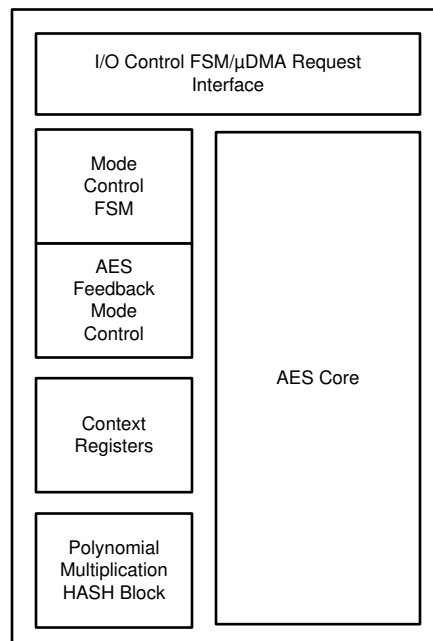 I/O Control FSM/µDMA Request
Interface
Mode
Control
FSM
AES
Feedback
Mode
Control
AES Core
Context
Registers
Polynomial
Multiplication
HASH Block